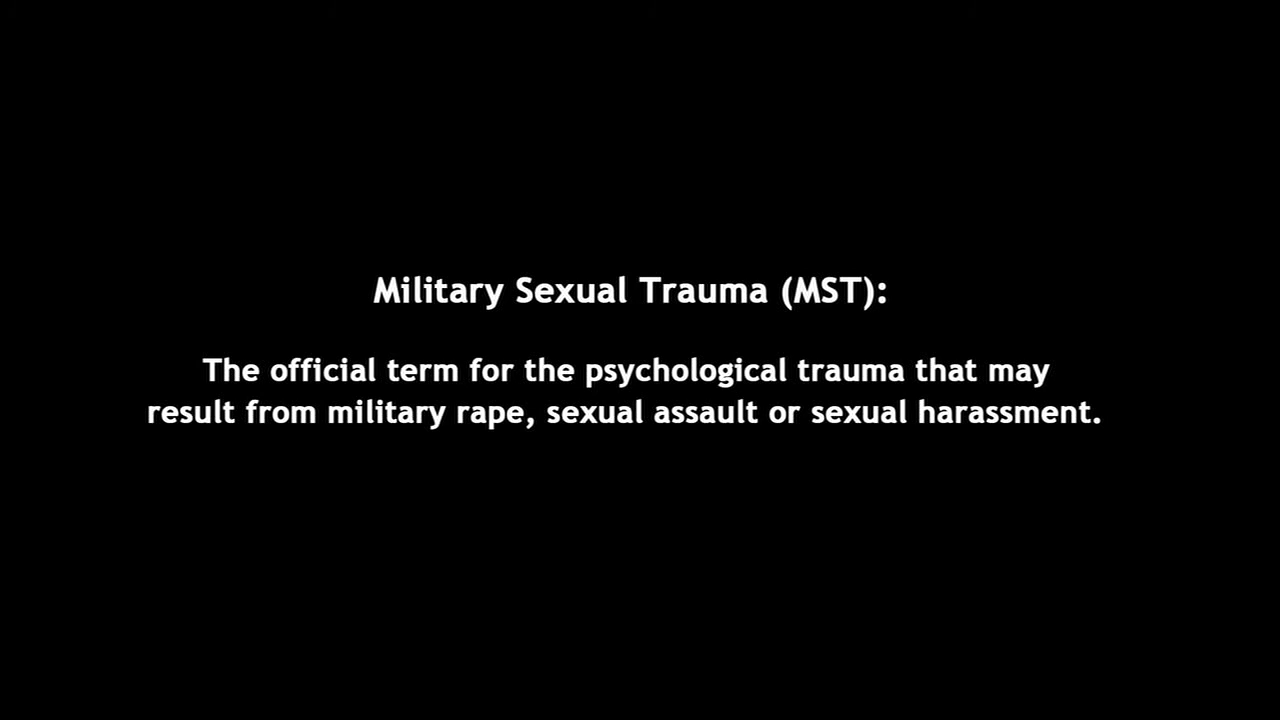 Military Sexual Trauma (MST):
The official term for the psychological trauma that may
result from military rape, sexual assault or sexual harassment.